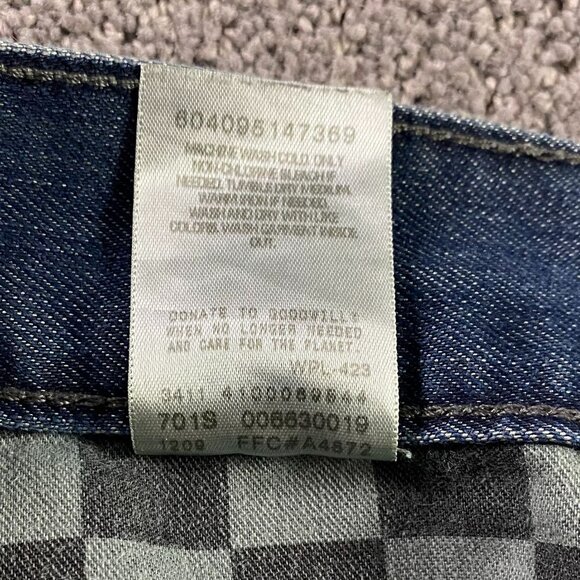 604095147369
MACHINE WASH COLD. ONLY
NON-CHLORINE BLEACH IF
NEEDED. TUMBLE DRY MEDIUM.
WARM IRON IF NEEDED.
WASH AND DRY WITH LIKE
COLORS. WASH GARMENT INSIDE
OUT.
DONATE TO GOODWILL
WHEN NO LONGER NEEDED
AND CARE FOR THE PLANET.
WPL-423
3411
701S 006630019
1209 FFC#A4572